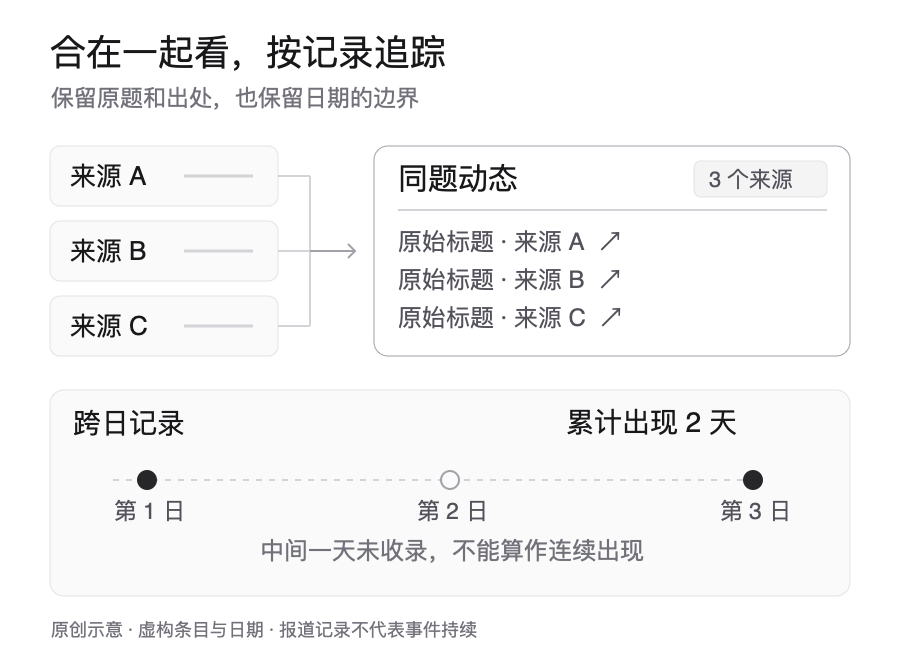 合在一起看，按记录追踪
保留原题和出处，也保留日期的边界
来源 A
来源 B
来源 C
同题动态
3 个来源
原始标题 · 来源 A ↗
原始标题 · 来源 B ↗
原始标题 · 来源 C ↗
跨日记录
累计出现 2 天
第 1 日
第 2 日
第 3 日
中间一天未收录，不能算作连续出现
原创示意 · 虚构条目与日期 · 报道记录不代表事件持续